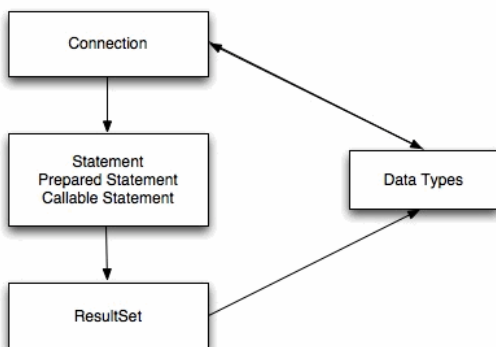 Connection
Statement
Prepared Statement
Callable Statement
Data Types
ResultSet